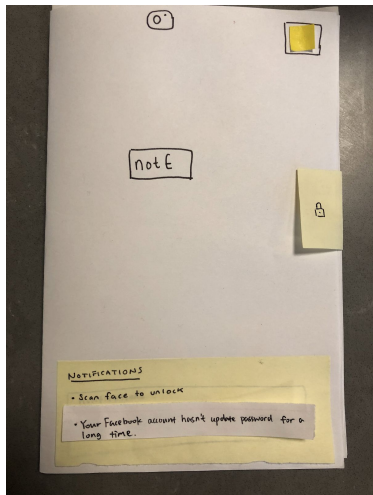 notE
NOTIFICATIONS
• Scan face to unlock
• Your Facebook account hasn't update password for a
long time.